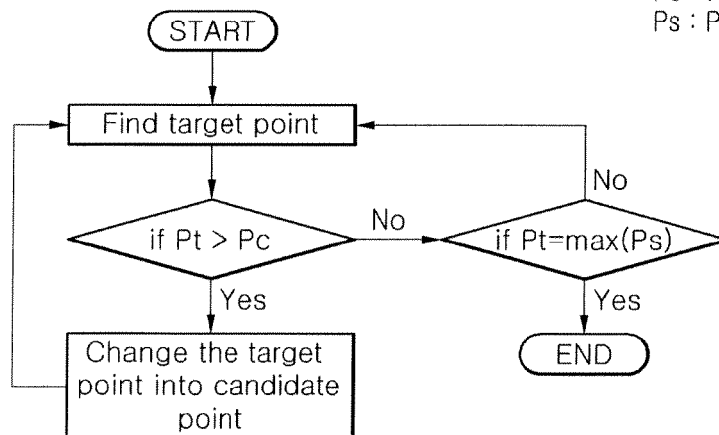 Ps : P
START
Find target point
No
if Pt > Pc
No
if Pt=max(Ps)
Yes
Yes
Change the target
point into candidate
point
END